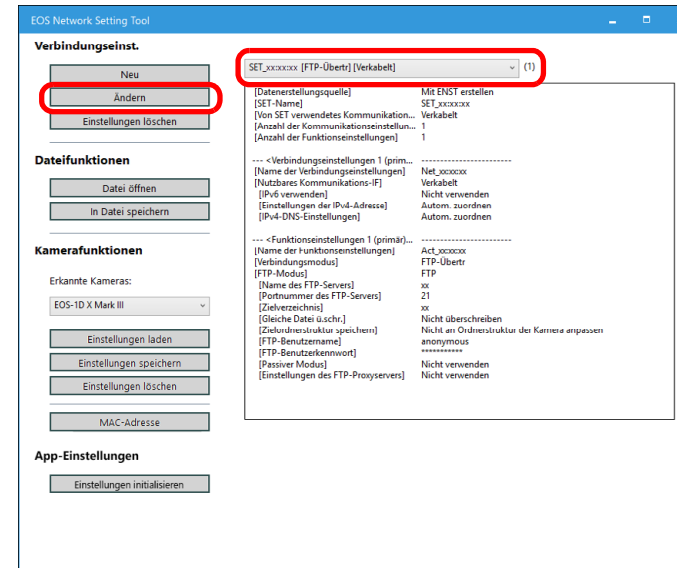 EOS Network Setting Tool
Verbindungseinst.
Neu
Ändern
Einstellungen löschen
Dateifunktionen
Datei öffnen
In Datei speichern
Kamerafunktionen
Erkannte Kameras:
EOS-1D X Mark III
Einstellungen laden
Einstellungen speichern
Einstellungen löschen
MAC-Adresse
App-Einstellungen
Einstellungen initialisieren
SET_xx:xx:xx [FTP-Übertr] [Verkabelt] (1)
[Datenerstellungsquelle] Mit ENST erstellen
[SET-Name] SET_xx:xx:xx
[Von SET verwendetes Kommunikation... Verkabelt
[Anzahl der Kommunikationseinstellun... 1
[Anzahl der Funktionseinstellungen] 1
--- <Verbindungseinstellungen 1 (prim... ------------------------
[Name der Verbindungseinstellungen] Net_xx:xx:xx
[Nutzbares Kommunikations-IF] Verkabelt
[IPv6 verwenden] Nicht verwenden
[Einstellungen der IPv4-Adresse] Autom. zuordnen
[IPv4-DNS-Einstellungen] Autom. zuordnen
--- <Funktionseinstellungen 1 (primär)... ------------------------
[Name der Funktionseinstellungen] Act_xx:xx:xx
[Verbindungsmodus] FTP-Übertr
[FTP-Modus] FTP
[Name des FTP-Servers] xx
[Portnummer des FTP-Servers] 21
[Zielverzeichnis] xx
[Gleiche Datei ü.schr.] Nicht überschreiben
[Zielordnerstruktur speichern] Nicht an Ordnerstruktur der Kamera anpassen
[FTP-Benutzername] anonymous
[FTP-Benutzerkennwort] ***********
[Passiver Modus] Nicht verwenden
[Einstellungen des FTP-Proxyservers] Nicht verwenden